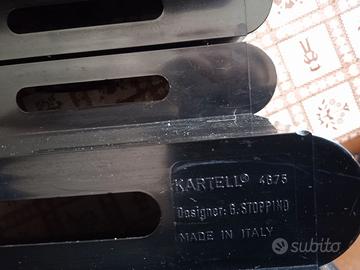 KARTELL® 4675
Designer: G.STOPPINO
MADE IN ITALY
subito